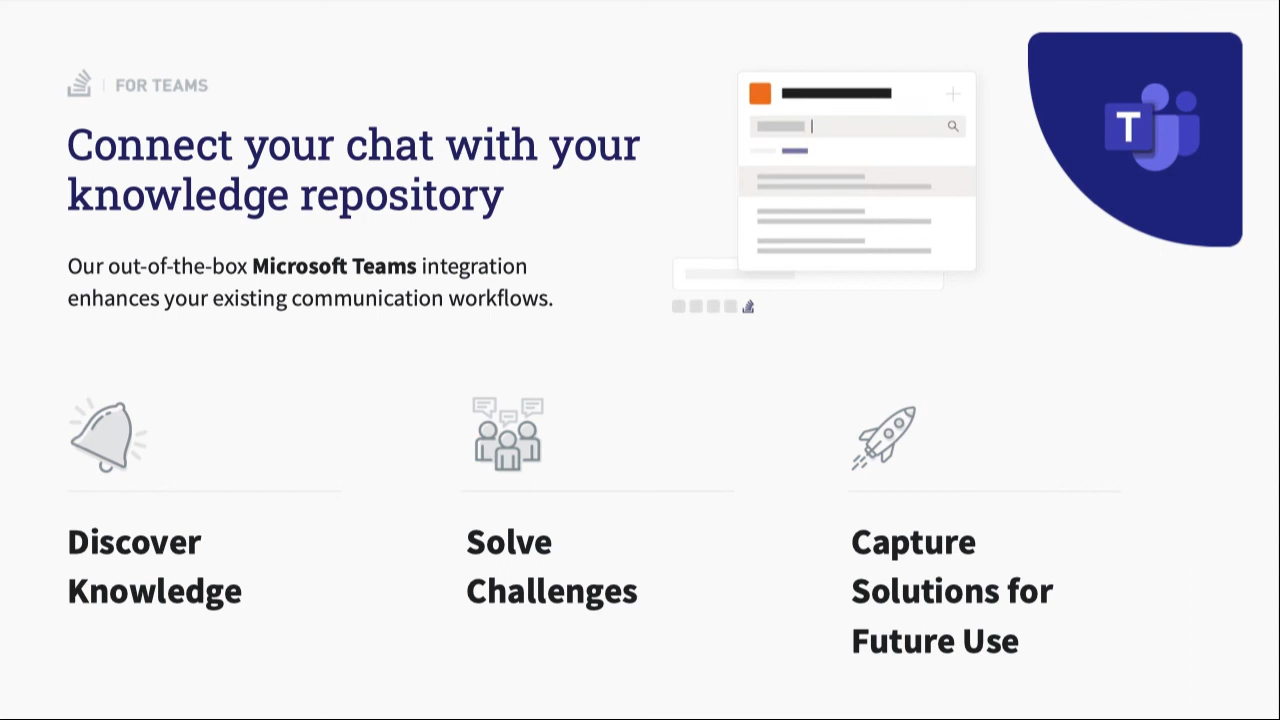 FOR TEAMS
Connect your chat with your
knowledge repository
Our out-of-the-box Microsoft Teams integration
enhances your existing communication workflows.
T
Discover
Knowledge
Solve
Challenges
Capture
Solutions for
Future Use